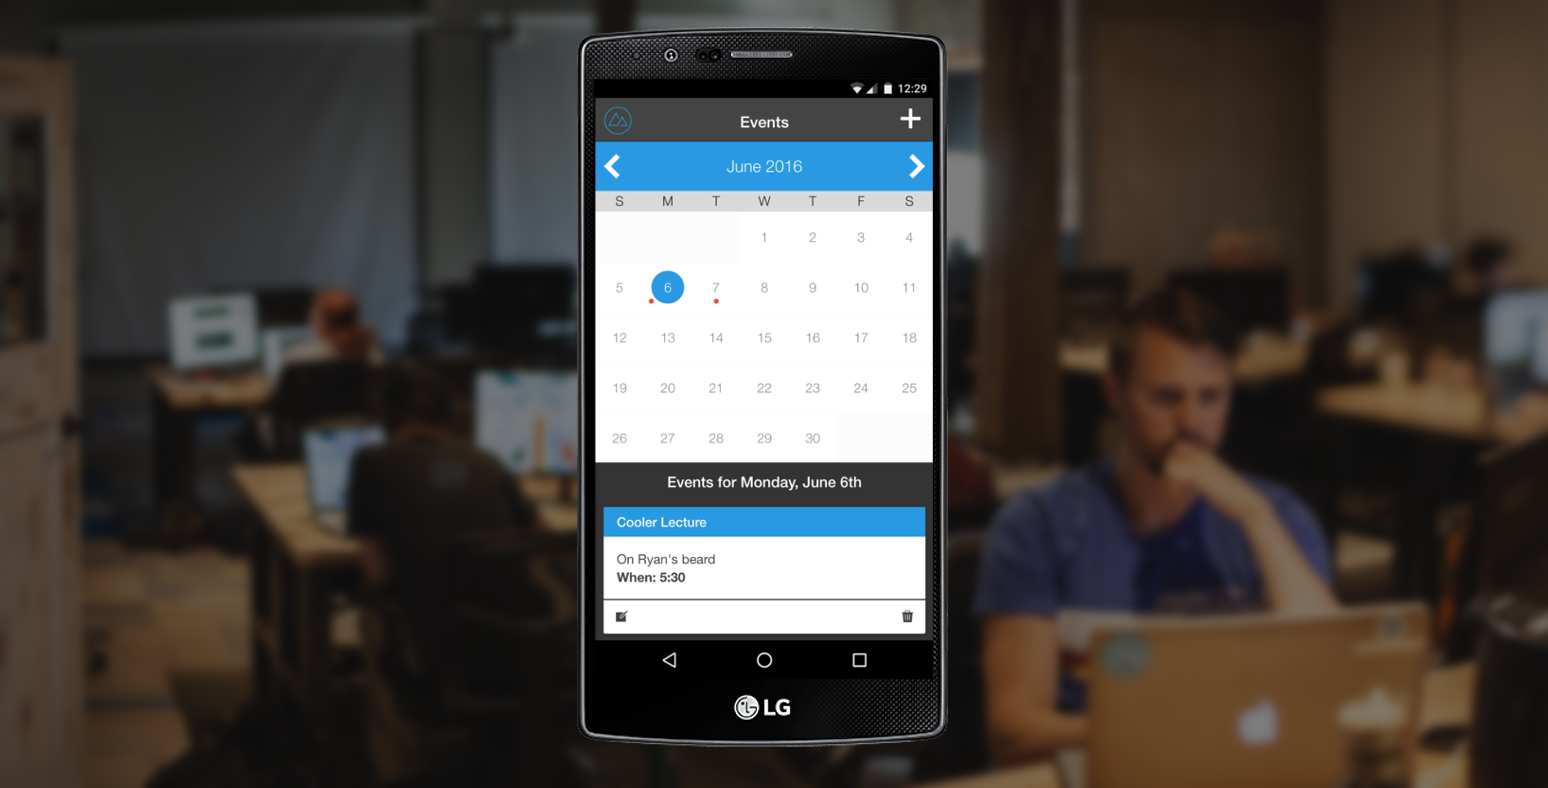 12:29
Events
June 2016
S M T W T F S
1 2 3 4
5 6 7 8 9 10 11
12 13 14 15 16 17 18
19 20 21 22 23 24 25
26 27 28 29 30
Events for Monday, June 6th
Cooler Lecture
On Ryan's beard
When: 5:30
LG